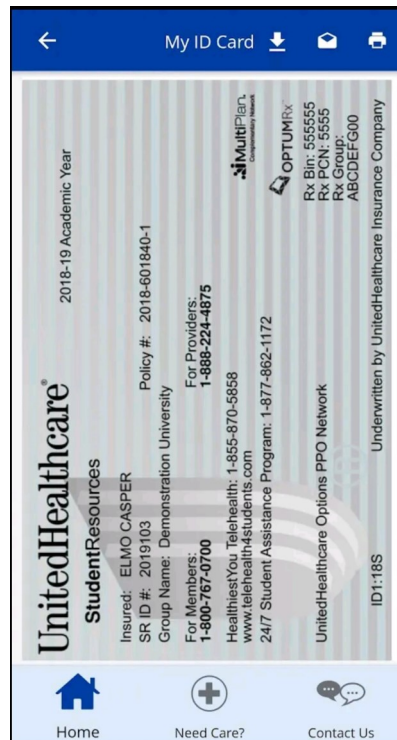 My ID Card
UnitedHealthcare®
2018-19 Academic Year
StudentResources
Insured: ELMO CASPER
SR ID #: 2019103
Policy #: 2018-601840-1
Group Name: Demonstration University
For Members:
1-800-767-0700
For Providers:
1-888-224-4875
HealthiestYou Telehealth: 1-855-870-5858
www.telehealth4students.com
24/7 Student Assistance Program: 1-877-862-1172
MultiPlan.
Complementary Network
OPTUMRx
UnitedHealthcare Options PPO Network
Rx Bin: 555555
Rx PCN: 5555
Rx Group:
ABCDEFG00
ID1:18S
Underwritten by UnitedHealthcare Insurance Company
Home
Need Care?
Contact Us